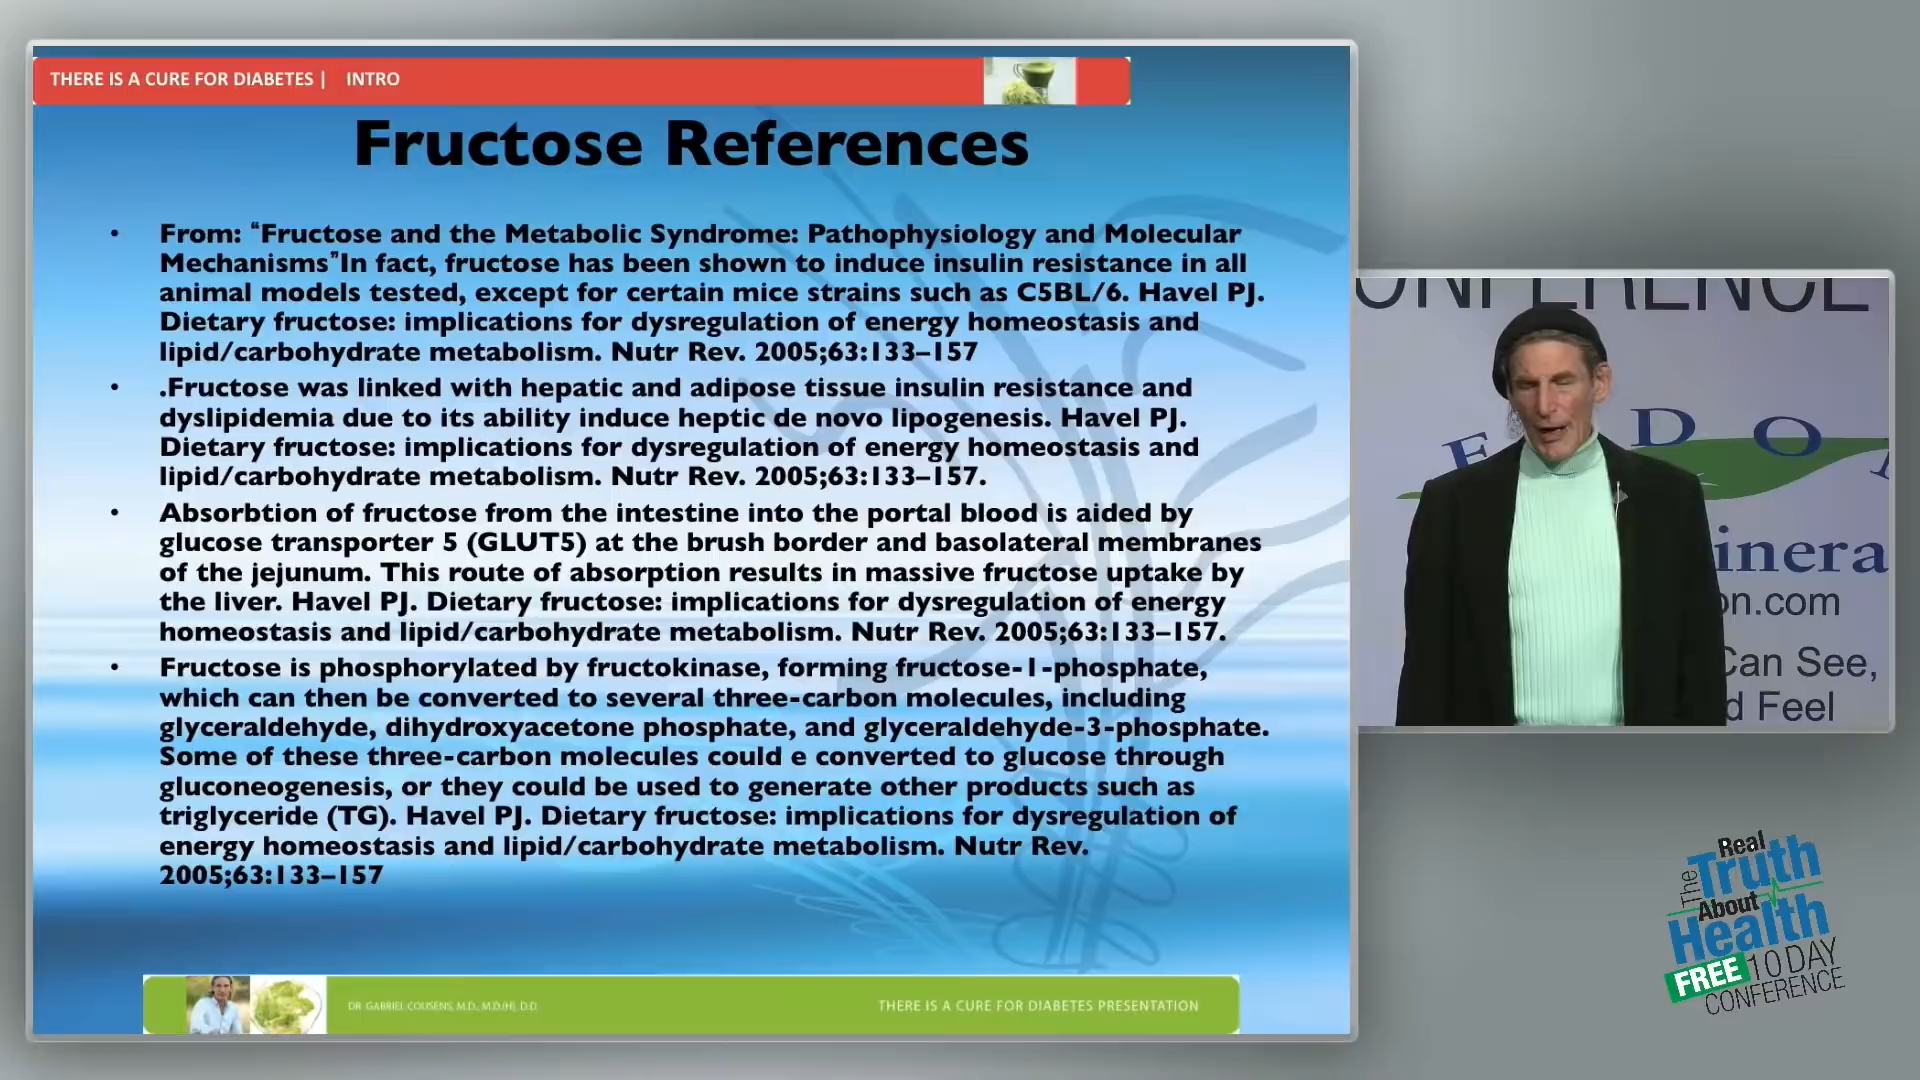 THERE IS A CURE FOR DIABETES | INTRO
Fructose References
• From: “Fructose and the Metabolic Syndrome: Pathophysiology and Molecular
Mechanisms”In fact, fructose has been shown to induce insulin resistance in all
animal models tested, except for certain mice strains such as C5BL/6. Havel PJ.
Dietary fructose: implications for dysregulation of energy homeostasis and
lipid/carbohydrate metabolism. Nutr Rev. 2005;63:133–157
• .Fructose was linked with hepatic and adipose tissue insulin resistance and
dyslipidemia due to its ability induce heptic de novo lipogenesis. Havel PJ.
Dietary fructose: implications for dysregulation of energy homeostasis and
lipid/carbohydrate metabolism. Nutr Rev. 2005;63:133–157.
• Absorbtion of fructose from the intestine into the portal blood is aided by
glucose transporter 5 (GLUT5) at the brush border and basolateral membranes
of the jejunum. This route of absorption results in massive fructose uptake by
the liver. Havel PJ. Dietary fructose: implications for dysregulation of energy
homeostasis and lipid/carbohydrate metabolism. Nutr Rev. 2005;63:133–157.
• Fructose is phosphorylated by fructokinase, forming fructose-1-phosphate,
which can then be converted to several three-carbon molecules, including
glyceraldehyde, dihydroxyacetone phosphate, and glyceraldehyde-3-phosphate.
Some of these three-carbon molecules could e converted to glucose through
gluconeogenesis, or they could be used to generate other products such as
triglyceride (TG). Havel PJ. Dietary fructose: implications for dysregulation of
energy homeostasis and lipid/carbohydrate metabolism. Nutr Rev.
2005;63:133–157
DR. GABRIEL COUSENS, M.D., M.D.(H), D.D.
THERE IS A CURE FOR DIABETES PRESENTATION
ONFERENCE
E DO
inera
on.com
Can See,
d Feel
The Real
Truth
About
Health
FREE 10 DAY
CONFERENCE